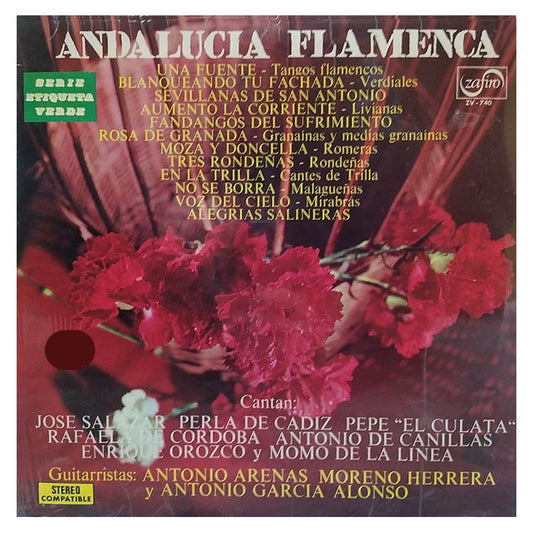 ANDALUCIA FLAMENCA
SERIE
ETIQUETA
VERDE
zafiro
ZV - 740
UNA FUENTE - Tangos flamencos
BLANQUEANDO TU FACHADA - Verdiales
SEVILLANAS DE SAN ANTONIO
AUMENTO LA CORRIENTE - Livianas
FANDANGOS DEL SUFRIMIENTO
ROSA DE GRANADA - Granaínas y medias granaínas
MOZA Y DONCELLA - Romeras
TRES RONDEÑAS - Rondeñas
EN LA TRILLA - Cantes de Trilla
NO SE BORRA - Malagueñas
VOZ DEL CIELO - Mirabrás
ALEGRIAS SALINERAS
Cantan:
JOSE SALAZAR PERLA DE CADIZ PEPE "EL CULATA"
RAFAELA DE CORDOBA ANTONIO DE CANILLAS
ENRIQUE OROZCO y MOMO DE LA LINEA
Guitarristas: ANTONIO ARENAS MORENO HERRERA
y ANTONIO GARCIA ALONSO
STEREO
COMPATIBLE